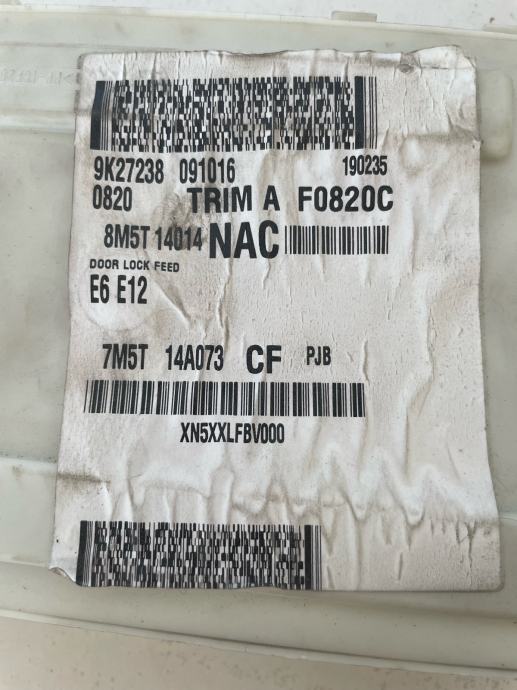 9K27238 091016 190235
0820 TRIM A F0820C
8M5T 14014 NAC
DOOR LOCK FEED
E6 E12
7M5T 14A073 CF PJB
XN5XXLFBV000